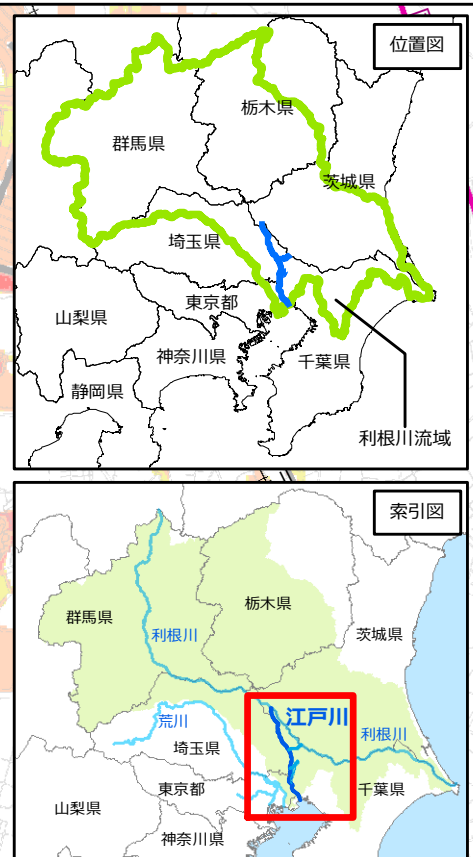 位置図
栃木県
群馬県
茨城県
埼玉県
東京都
山梨県
神奈川県
千葉県
静岡県
利根川流域
索引図
群馬県
栃木県
利根川
茨城県
江戸川
荒川
利根川
埼玉県
東京都
千葉県
山梨県
神奈川県